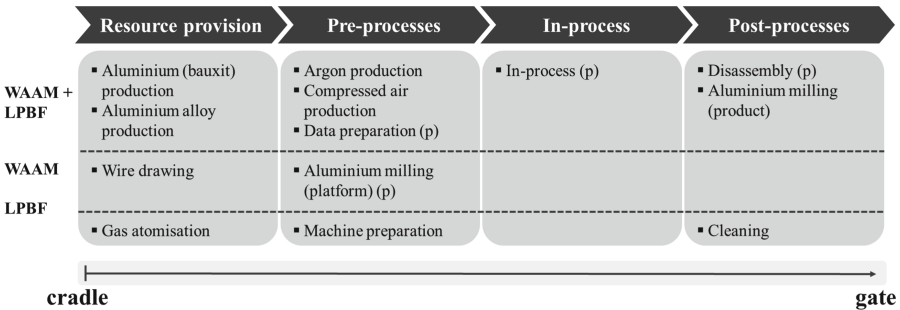 Resource provision
Pre-processes
In-process
Post-processes
WAAM +
LPBF
▪ Aluminium (bauxit)
production
▪ Aluminium alloy
production
▪ Argon production
▪ Compressed air
production
▪ Data preparation (p)
▪ In-process (p)
▪ Disassembly (p)
▪ Aluminium milling
(product)
WAAM
▪ Wire drawing
▪ Aluminium milling
(platform) (p)
LPBF
▪ Gas atomisation
▪ Machine preparation
▪ Cleaning
cradle
gate